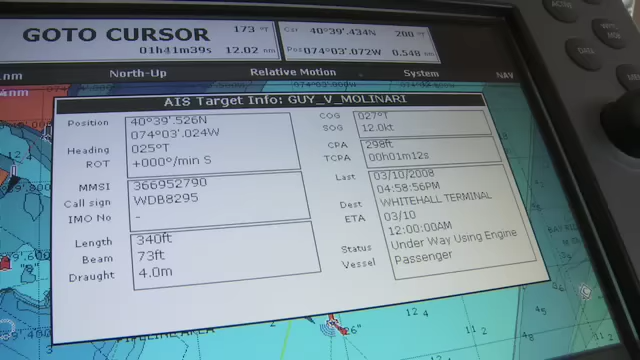 GOTO CURSOR
173 °T
01h41m39s 12.02 nm
Csr 40°39'.434N 200 °T
Pos 074°03'.072W 0.548 nm
nm North-Up Relative Motion System NAV
AIS Target Info: GUY_V_MOLINARI
Position 40°39'.526N
074°03'.024W
Heading 025°T
ROT +000°/min S
MMSI 366952790
Call sign WDB8295
IMO No -
Length 340ft
Beam 73ft
Draught 4.0m
COG 027°T
SOG 12.0kt
CPA 298ft
TCPA 00h01m12s
Last 03/10/2008
04:58:56PM
Dest WHITEHALL TERMINAL
ETA 03/10
12:00:00AM
Status Under Way Using Engine
Vessel Passenger
PIPELINE AREA